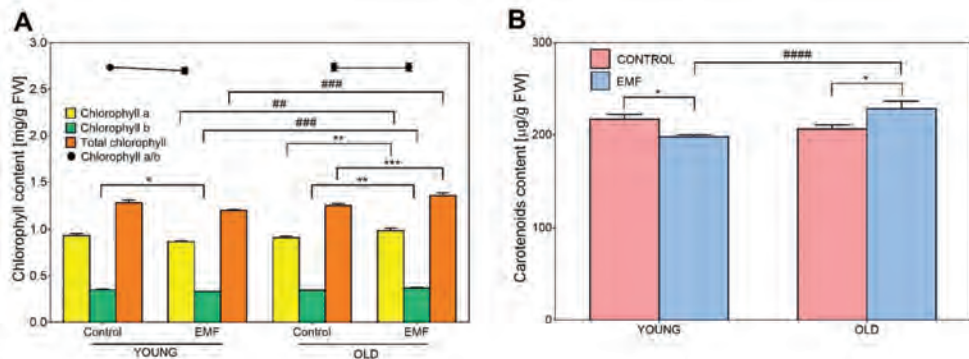 A
Chlorophyll content [mg/g FW]
3.0
2.5
2.0
1.5
1.0
0.5
0.0
###
##
###
**
***
*
**
Chlorophyll a
Chlorophyll b
Total chlorophyll
Chlorophyll a/b
Control
EMF
Control
EMF
YOUNG
OLD
B
Carotenoids content [µg/g FW]
300
200
100
0
CONTROL
EMF
####
*
*
YOUNG
OLD